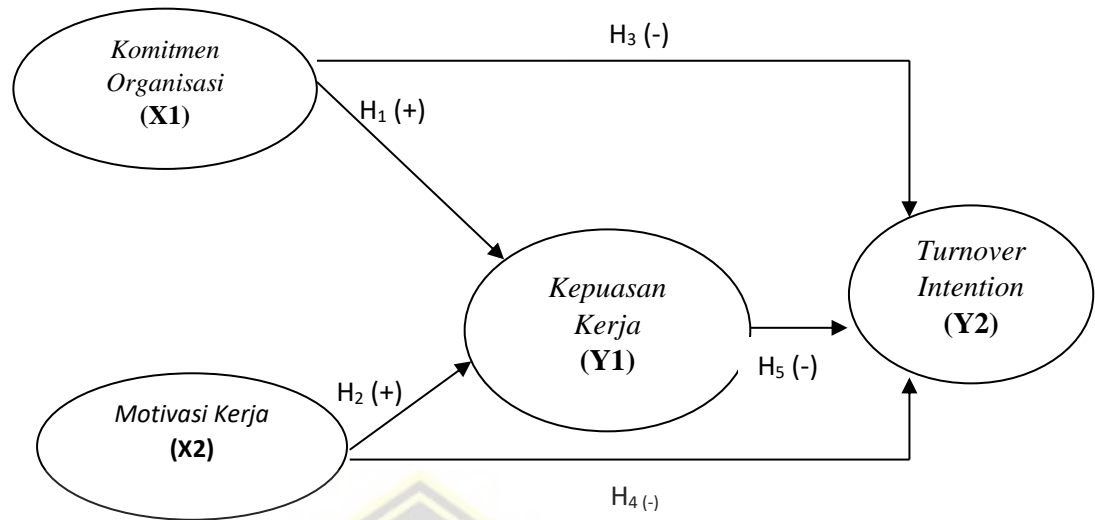 H₃ (-)
Komitmen
Organisasi
(X1)
H₁ (+)
Turnover
Intention
(Y2)
Kepuasan
Kerja
(Y1)
H₅ (-)
H₂ (+)
Motivasi Kerja
(X2)
H₄ (-)